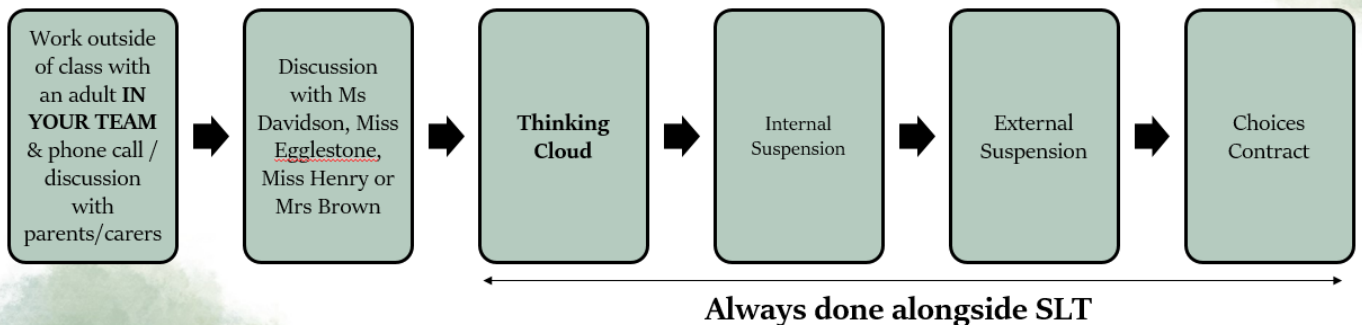 Work outside
of class with
an adult IN
YOUR TEAM
& phone call /
discussion
with
parents/carers
Discussion
with Ms
Davidson, Miss
Egglestone,
Miss Henry or
Mrs Brown
Thinking
Cloud
Internal
Suspension
External
Suspension
Choices
Contract
Always done alongside SLT